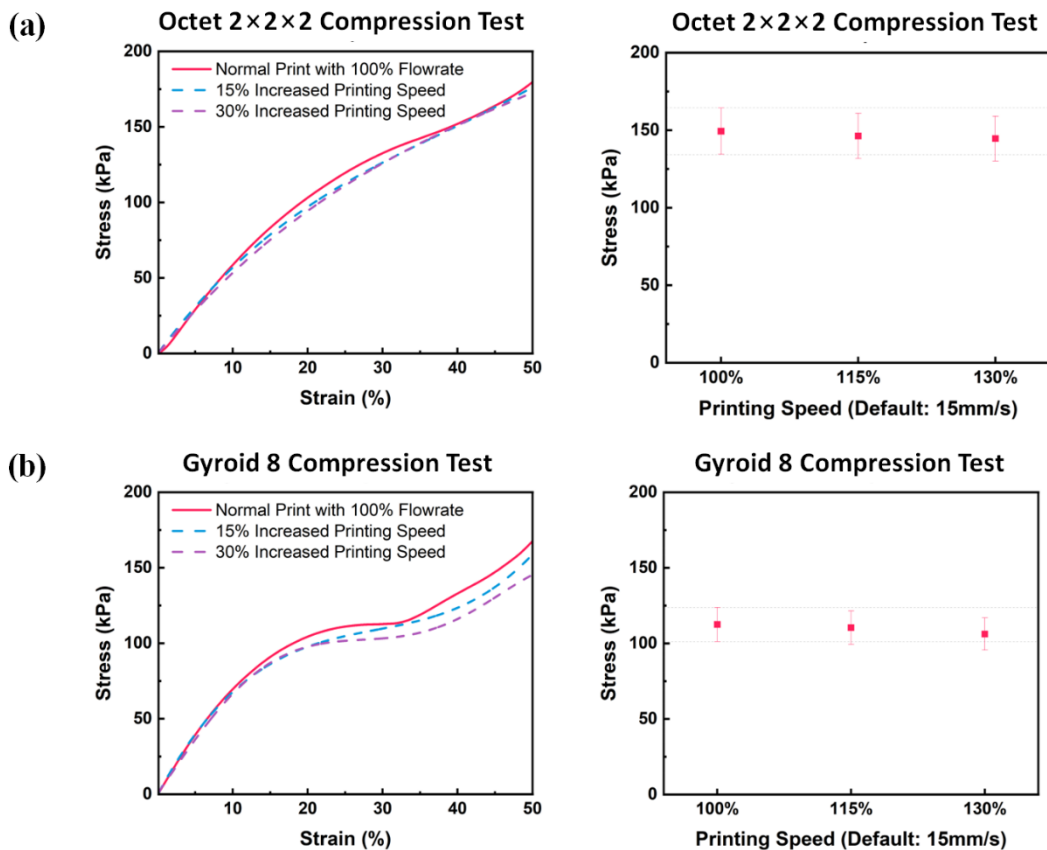 (a)
Octet 2×2×2 Compression Test
200
150
100
50
0
Stress (kPa)
Normal Print with 100% Flowrate
15% Increased Printing Speed
30% Increased Printing Speed
10
20
30
40
50
Strain (%)
Octet 2×2×2 Compression Test
200
150
100
50
0
Stress (kPa)
100%
115%
130%
Printing Speed (Default: 15mm/s)
(b)
Gyroid 8 Compression Test
200
150
100
50
0
Stress (kPa)
Normal Print with 100% Flowrate
15% Increased Printing Speed
30% Increased Printing Speed
10
20
30
40
50
Strain (%)
Gyroid 8 Compression Test
200
150
100
50
0
Stress (kPa)
100%
115%
130%
Printing Speed (Default: 15mm/s)